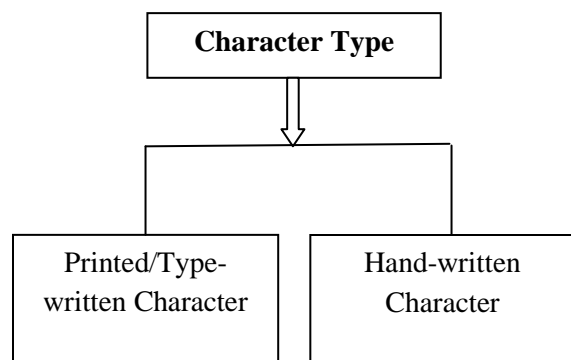 Character Type
Printed/Type-
written Character
Hand-written
Character